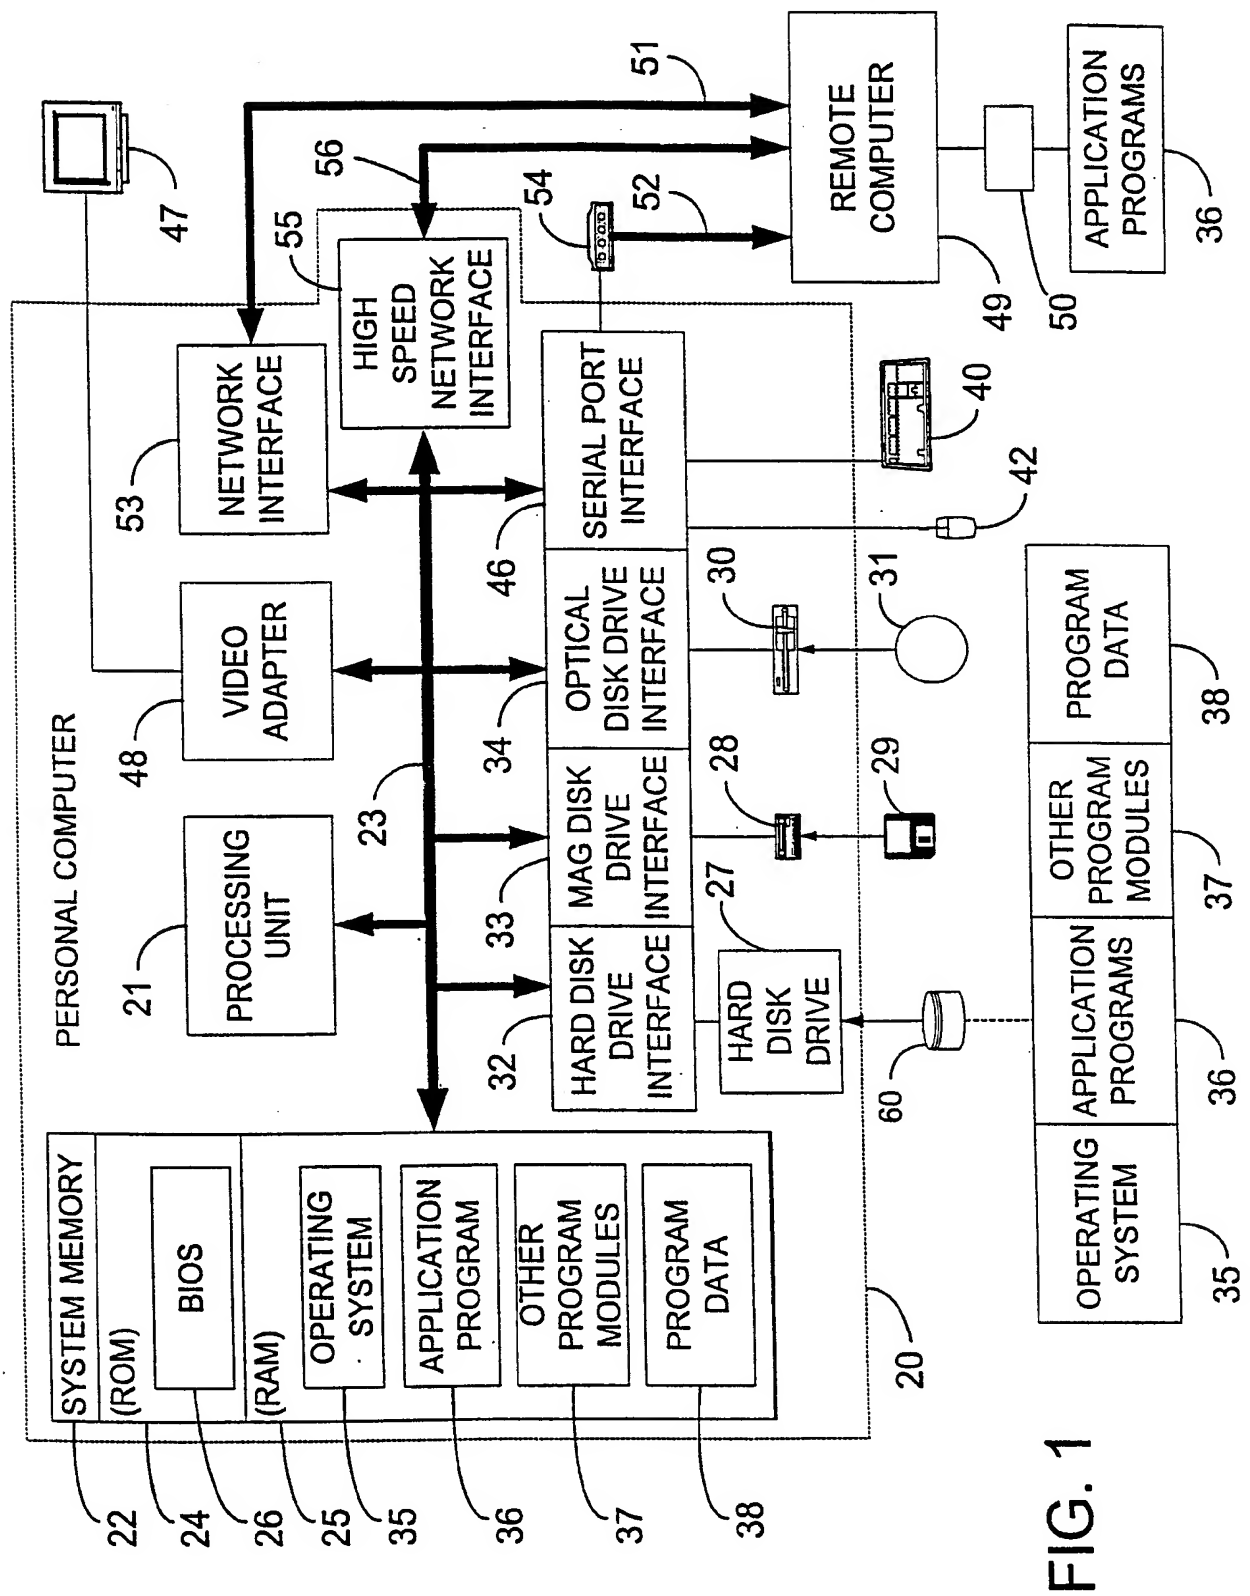 PERSONAL COMPUTER
47
SYSTEM MEMORY
22
(ROM)
24
BIOS
26
(RAM)
25
OPERATING
SYSTEM
35
APPLICATION
PROGRAM
36
OTHER
PROGRAM
MODULES
37
PROGRAM
DATA
38
21
PROCESSING
UNIT
48
VIDEO
ADAPTER
53
NETWORK
INTERFACE
55
HIGH
SPEED
NETWORK
INTERFACE
56
51
23
32
HARD DISK
DRIVE
INTERFACE
33
MAG DISK
DRIVE
INTERFACE
34
OPTICAL
DISK DRIVE
INTERFACE
46
SERIAL PORT
INTERFACE
54
52
HARD
DISK
DRIVE
27
28
30
60
29
31
42
40
REMOTE
COMPUTER
49
50
APPLICATION
PROGRAMS
36
20
OPERATING
SYSTEM
35
APPLICATION
PROGRAMS
36
OTHER
PROGRAM
MODULES
37
PROGRAM
DATA
38
FIG. 1